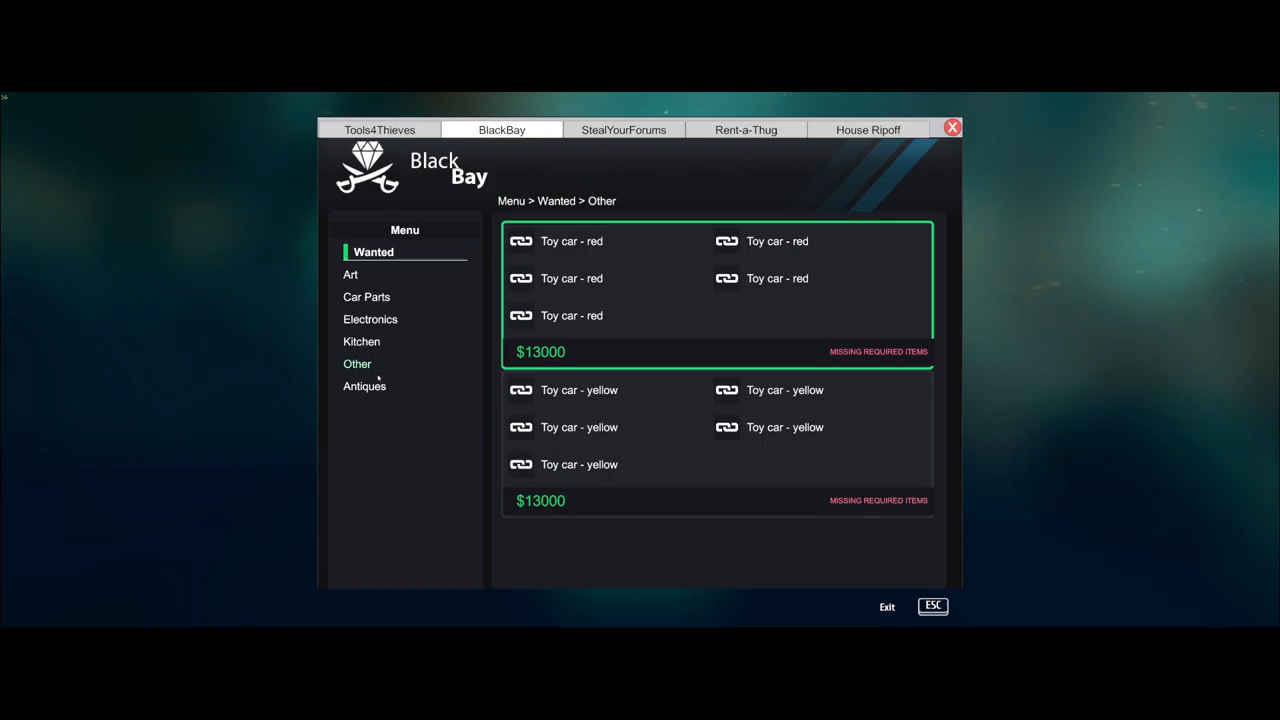 Tools4Thieves
BlackBay
StealYourForums
Rent-a-Thug
House Ripoff
Black
Bay
Menu > Wanted > Other
Menu
Wanted
Art
Car Parts
Electronics
Kitchen
Other
Antiques
Toy car - red
Toy car - red
Toy car - red
Toy car - red
Toy car - red
$13000
MISSING REQUIRED ITEMS
Toy car - yellow
Toy car - yellow
Toy car - yellow
Toy car - yellow
Toy car - yellow
$13000
MISSING REQUIRED ITEMS
Exit
ESC